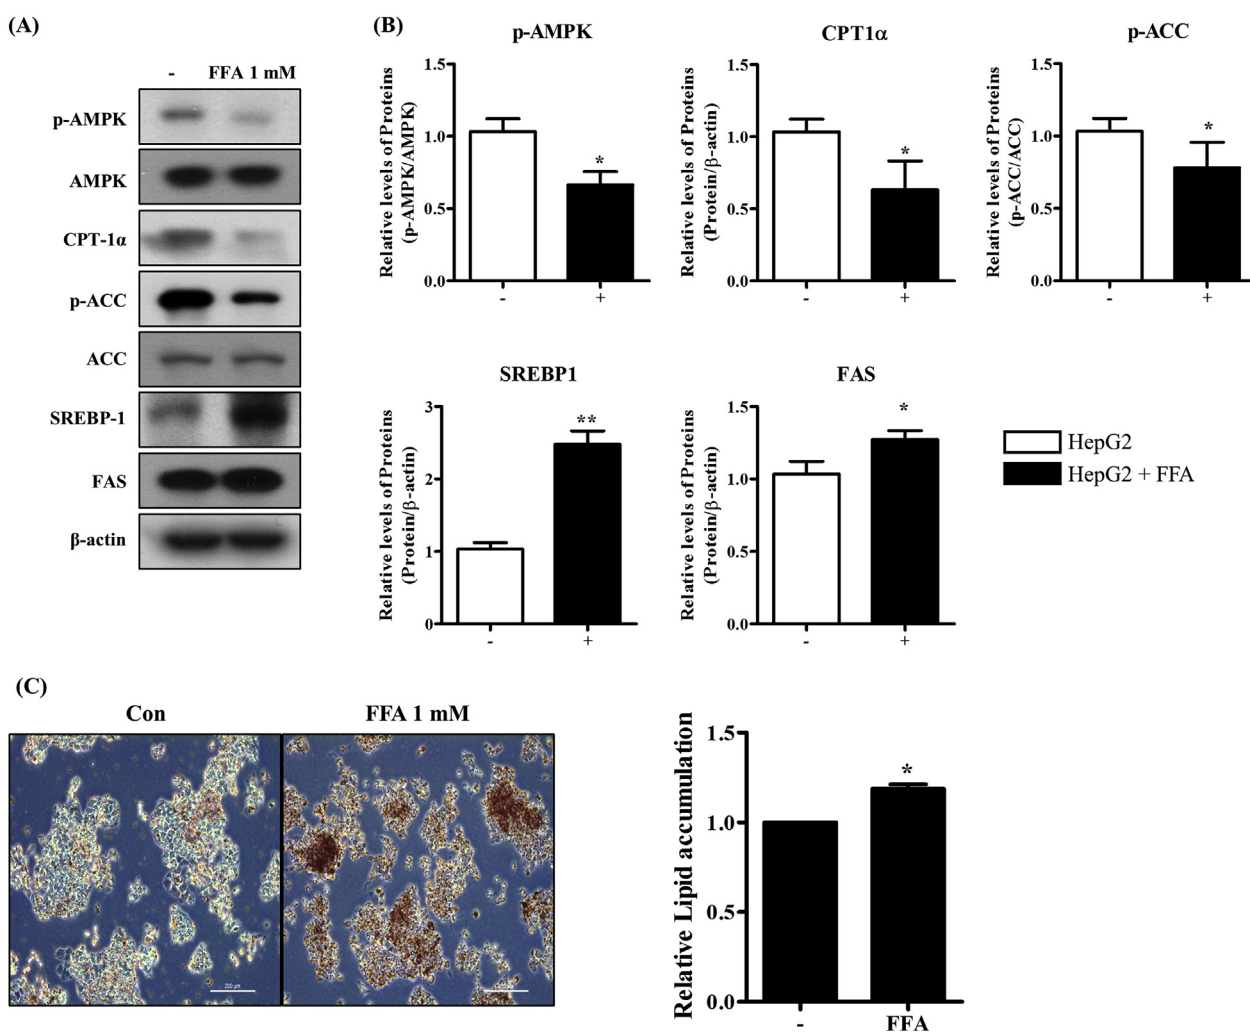 (A)
- FFA 1 mM
p-AMPK
AMPK
CPT-1α
p-ACC
ACC
SREBP-1
FAS
β-actin
(B)
p-AMPK
Relative levels of Proteins
(p-AMPK/AMPK)
1.5
1.0
0.5
0.0
*
- +
CPT1α
Relative levels of Proteins
(Protein/β-actin)
1.5
1.0
0.5
0.0
*
- +
p-ACC
Relative levels of Proteins
(p-ACC/ACC)
1.5
1.0
0.5
0.0
*
- +
SREBP1
Relative levels of Proteins
(Protein/β-actin)
3
2
1
0
**
- +
FAS
Relative levels of Proteins
(Protein/β-actin)
1.5
1.0
0.5
0.0
*
- +
HepG2
HepG2 + FFA
(C)
Con
FFA 1 mM
200 μm
Relative Lipid accumulation
1.5
1.0
0.5
0.0
*
- FFA